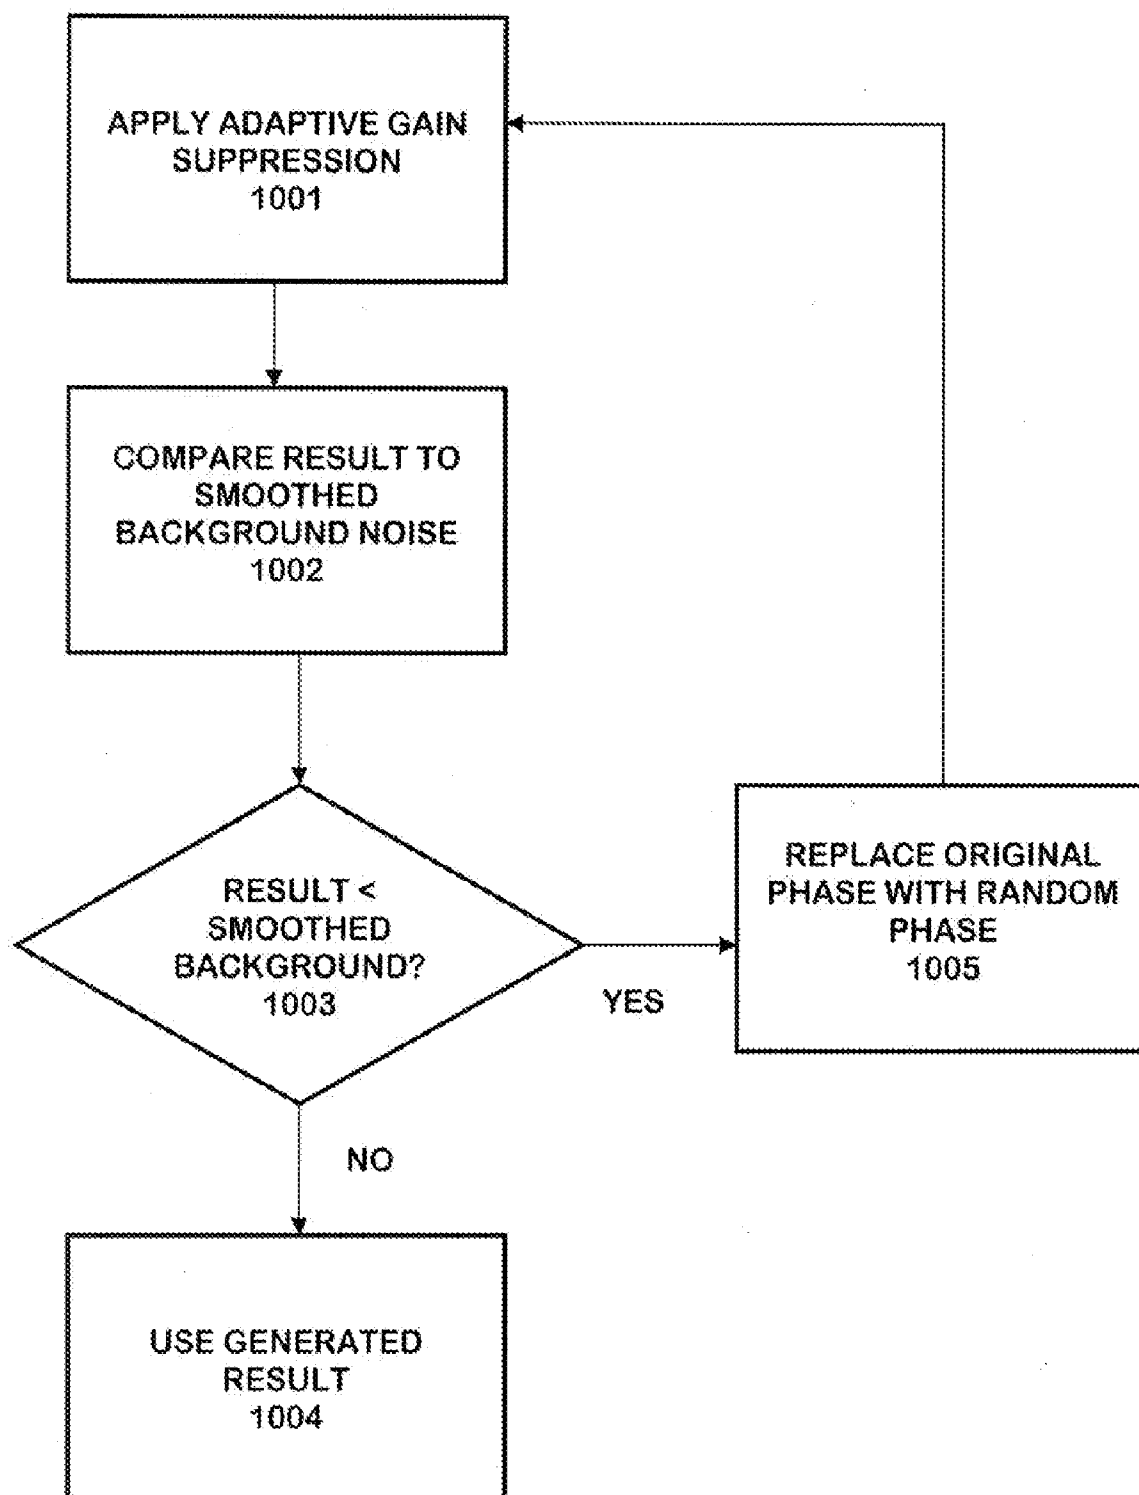 APPLY ADAPTIVE GAIN
SUPPRESSION
1001
COMPARE RESULT TO
SMOOTHED
BACKGROUND NOISE
1002
RESULT <
SMOOTHED
BACKGROUND?
1003
YES
REPLACE ORIGINAL
PHASE WITH RANDOM
PHASE
1005
NO
USE GENERATED
RESULT
1004